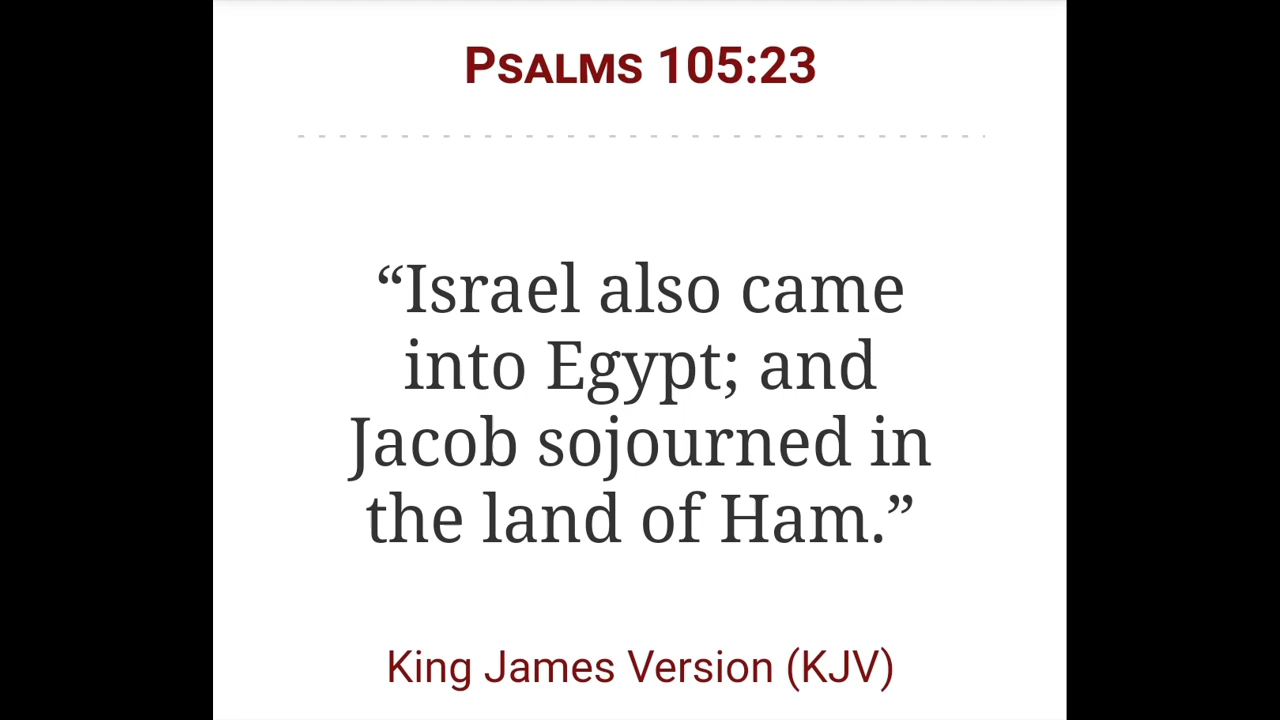 Psalms 105:23
“Israel also came
into Egypt; and
Jacob sojourned in
the land of Ham.”
King James Version (KJV)